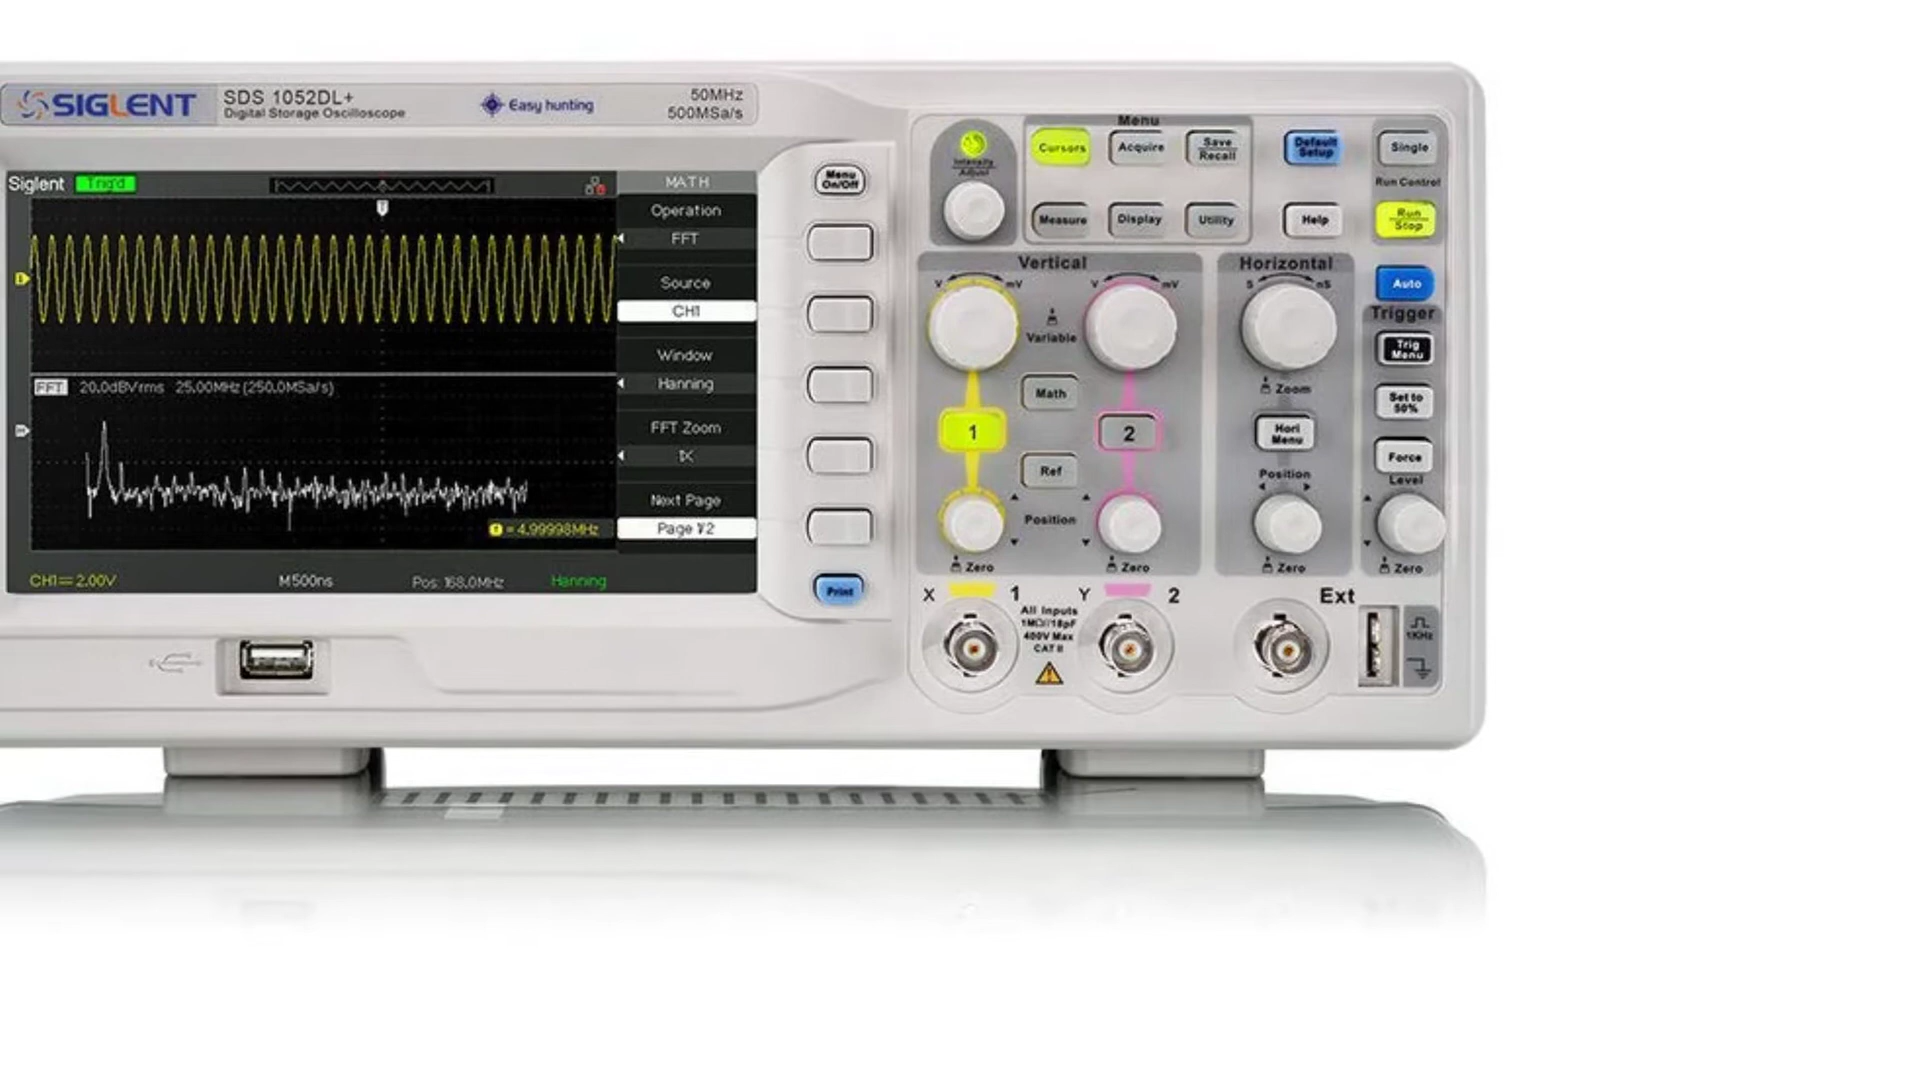 SIGLENT
SDS 1052DL+
Digital Storage Oscilloscope
Easy hunting
50MHz
500MSa/s
Siglent
Trig'd
MATH
Operation
FFT
Source
CH1
Window
Hanning
FFT Zoom
1X
Next Page
Page 1/2
FFT 20.0dBVrms 25.00MHz (250.0MSa/s)
= 4.99998MHz
CH1 2.00V
M500ns
Pos: 168.0MHz
Hanning
Menu
On/Off
Print
Intensity
Adjust
Menu
Cursors
Acquire
Save
Recall
Measure
Display
Utility
Default
Setup
Help
Single
Run Control
Run
Stop
Auto
Vertical
V mV
V mV
Variable
Math
1
2
Ref
Position
Zero
Zero
Horizontal
S nS
Zoom
Hori
Menu
Position
Zero
Trigger
Trig
Menu
Set to
50%
Force
Level
Zero
X 1
Y 2
All Inputs
1MΩ//18pF
400V Max
CAT II
Ext
1KHz